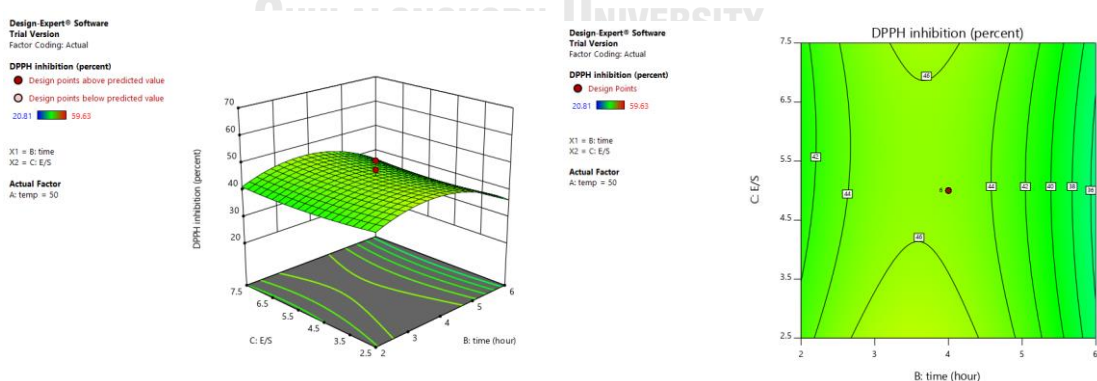 CHULALONGKORN UNIVERSITY
Design-Expert® Software
Trial Version
Factor Coding: Actual
DPPH inhibition (percent)
Design points above predicted value
Design points below predicted value
20.81 59.63
X1 = B: time
X2 = C: E/S
Actual Factor
A: temp = 50
70
60
50
40
30
20
DPPH inhibition (percent)
7.5
6.5
5.5
4.5
3.5
2.5
C: E/S
2
3
4
5
6
B: time (hour)
Design-Expert® Software
Trial Version
Factor Coding: Actual
DPPH inhibition (percent)
Design Points
20.81 59.63
X1 = B: time
X2 = C: E/S
Actual Factor
A: temp = 50
DPPH inhibition (percent)
7.5
6.5
5.5
4.5
3.5
2.5
C: E/S
46
42
44
44
42
40
38
36
46
2
3
4
5
6
B: time (hour)